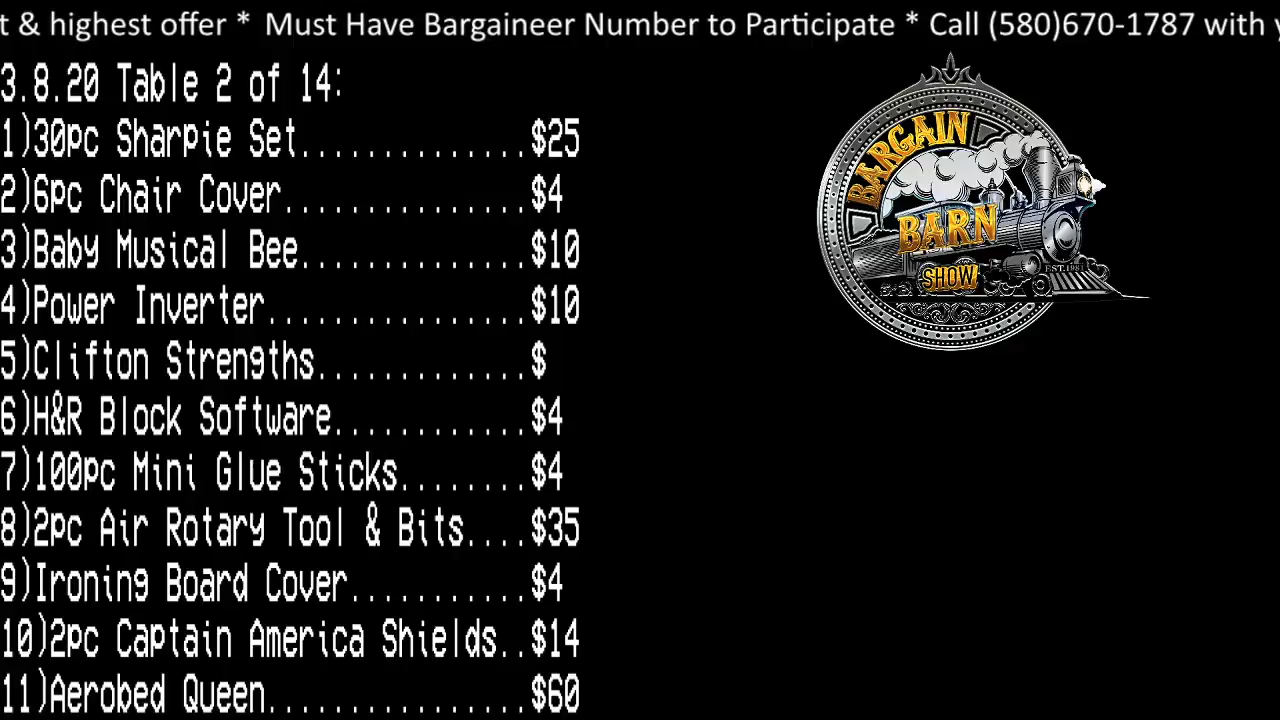 t & highest offer * Must Have Bargaineer Number to Participate * Call (580)670-1787 with y
3.8.20 Table 2 of 14:
1)30pc Sharpie Set..............$25
2)6pc Chair Cover...............$4
3)Baby Musical Bee..............$10
4)Power Inverter................$10
5)Clifton Strengths.............$
6)H&R Block Software............$4
7)100pc Mini Glue Sticks........$4
8)2pc Air Rotary Tool & Bits....$35
9)Ironing Board Cover...........$4
10)2pc Captain America Shields..$14
11)Aerobed Queen................$60
BARGAIN
BARN
SHOW